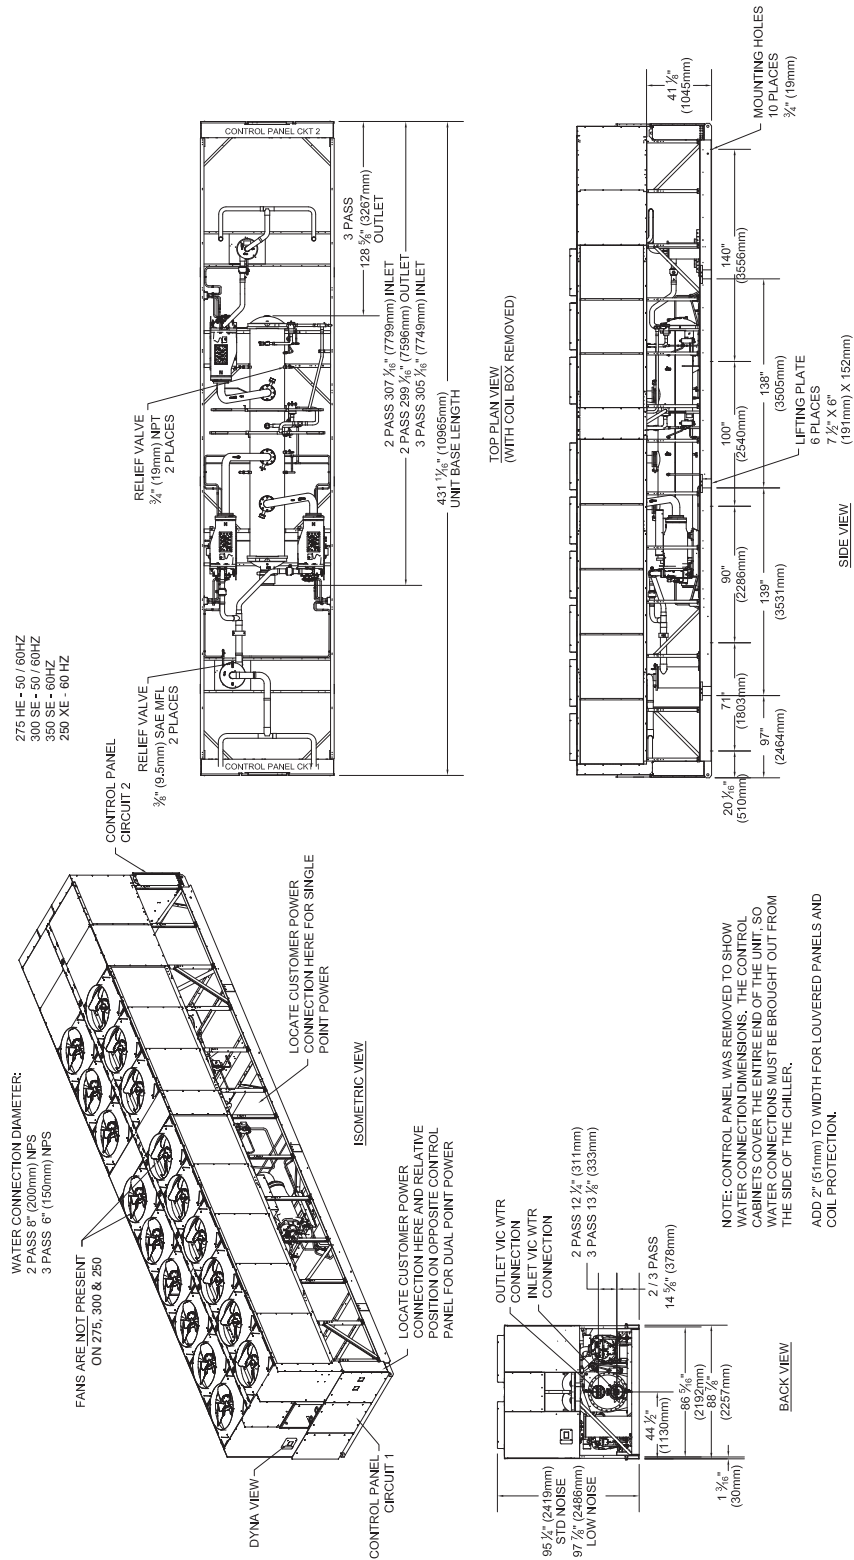 WATER CONNECTION DIAMETER:
2 PASS 8" (200mm) NPS
3 PASS 6" (150mm) NPS
FANS ARE NOT PRESENT
ON 275, 300 & 250
DYNA VIEW
CONTROL PANEL
CIRCUIT 1
LOCATE CUSTOMER POWER
CONNECTION HERE AND RELATIVE
POSITION ON OPPOSITE CONTROL
PANEL FOR DUAL POINT POWER
LOCATE CUSTOMER POWER
CONNECTION HERE FOR SINGLE
POINT POWER
CONTROL PANEL
CIRCUIT 2
ISOMETRIC VIEW
275 HE - 50 / 60HZ
300 SE - 50 / 60HZ
350 SE - 60HZ
250 XE - 60 HZ
RELIEF VALVE
3/8" (9.5mm) SAE MFL
2 PLACES
RELIEF VALVE
3/4" (19mm) NPT
2 PLACES
CONTROL PANEL CKT 1
CONTROL PANEL CKT 2
3 PASS
128 5/8" (3267mm)
OUTLET
2 PASS 307 1/16" (7799mm) INLET
2 PASS 299 1/16" (7596mm) OUTLET
3 PASS 305 1/16" (7749mm) INLET
431 11/16" (10965mm)
UNIT BASE LENGTH
TOP PLAN VIEW
(WITH COIL BOX REMOVED)
95 1/4" (2419mm)
STD NOISE
97 7/8" (2486mm)
LOW NOISE
OUTLET VIC WTR
CONNECTION
INLET VIC WTR
CONNECTION
2 PASS 12 1/4" (311mm)
3 PASS 13 1/8" (333mm)
2 / 3 PASS
14 5/8" (378mm)
44 1/2"
(1130mm)
86 5/16"
(2192mm)
88 7/8"
(2257mm)
1 3/16"
(30mm)
BACK VIEW
NOTE: CONTROL PANEL WAS REMOVED TO SHOW
WATER CONNECTION DIMENSIONS. THE CONTROL
CABINETS COVER THE ENTIRE END OF THE UNIT, SO
WATER CONNECTIONS MUST BE BROUGHT OUT FROM
THE SIDE OF THE CHILLER.
ADD 2" (51mm) TO WIDTH FOR LOUVERED PANELS AND
COIL PROTECTION.
20 1/16"
(510mm)
71"
(1803mm)
90"
(2286mm)
100"
(2540mm)
140"
(3556mm)
97"
(2464mm)
139"
(3531mm)
138"
(3505mm)
41 1/8"
(1045mm)
MOUNTING HOLES
10 PLACES
3/4" (19mm)
LIFTING PLATE
6 PLACES
7 1/2" X 6"
(191mm) X 152mm)
SIDE VIEW